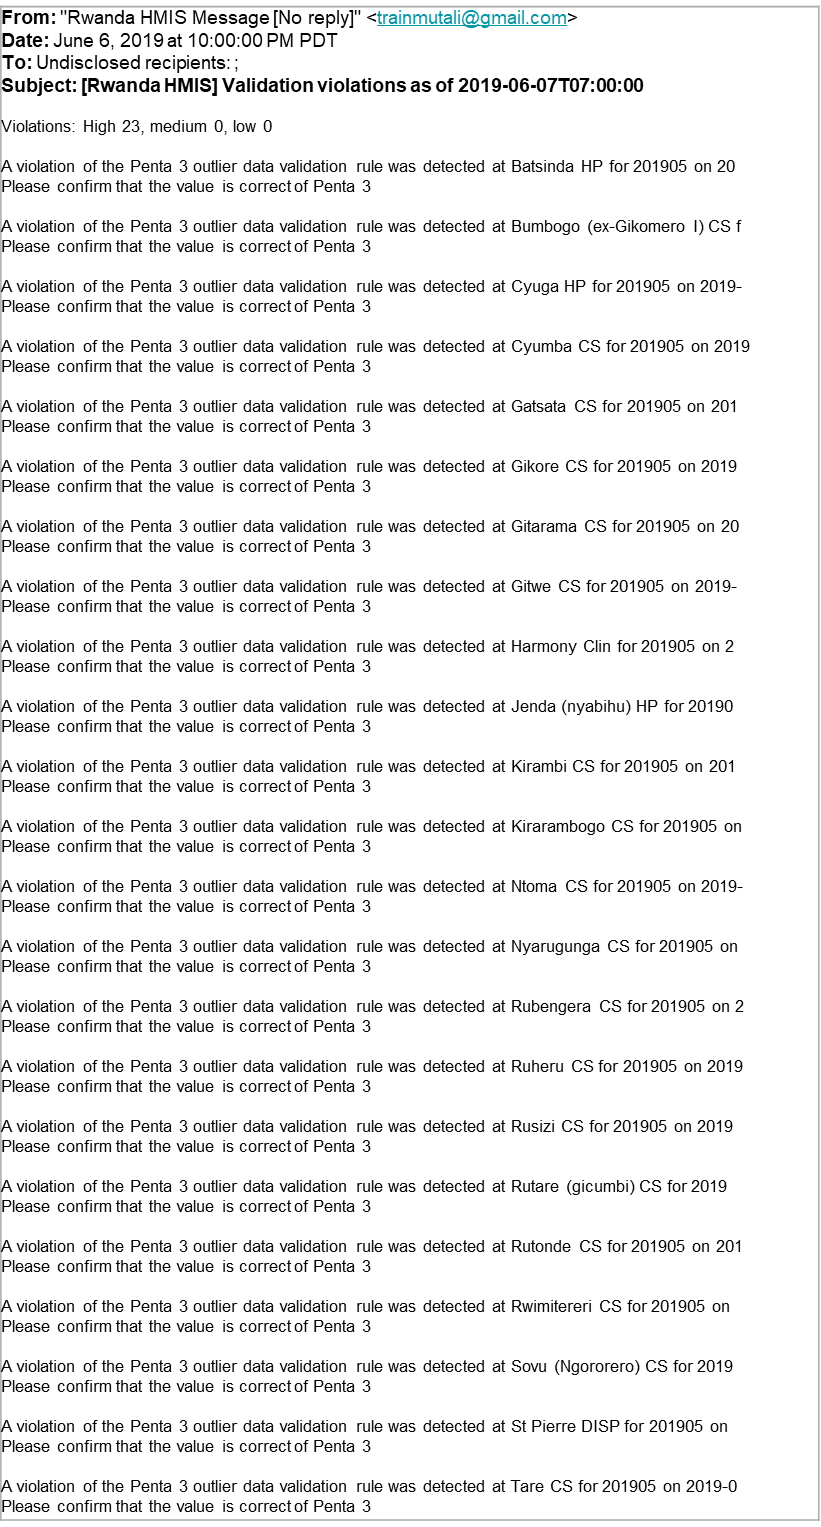 From: "Rwanda HMIS Message [No reply]" <trainmutali@gmail.com>
Date: June 6, 2019 at 10:00:00 PM PDT
To: Undisclosed recipients: ;
Subject: [Rwanda HMIS] Validation violations as of 2019-06-07T07:00:00
Violations: High 23, medium 0, low 0
A violation of the Penta 3 outlier data validation rule was detected at Batsinda HP for 201905 on 20
Please confirm that the value is correct of Penta 3
A violation of the Penta 3 outlier data validation rule was detected at Bumbogo (ex-Gikomero I) CS f
Please confirm that the value is correct of Penta 3
A violation of the Penta 3 outlier data validation rule was detected at Cyuga HP for 201905 on 2019-
Please confirm that the value is correct of Penta 3
A violation of the Penta 3 outlier data validation rule was detected at Cyumba CS for 201905 on 2019
Please confirm that the value is correct of Penta 3
A violation of the Penta 3 outlier data validation rule was detected at Gatsata CS for 201905 on 201
Please confirm that the value is correct of Penta 3
A violation of the Penta 3 outlier data validation rule was detected at Gikore CS for 201905 on 2019
Please confirm that the value is correct of Penta 3
A violation of the Penta 3 outlier data validation rule was detected at Gitarama CS for 201905 on 20
Please confirm that the value is correct of Penta 3
A violation of the Penta 3 outlier data validation rule was detected at Gitwe CS for 201905 on 2019-
Please confirm that the value is correct of Penta 3
A violation of the Penta 3 outlier data validation rule was detected at Harmony Clin for 201905 on 2
Please confirm that the value is correct of Penta 3
A violation of the Penta 3 outlier data validation rule was detected at Jenda (nyabihu) HP for 20190
Please confirm that the value is correct of Penta 3
A violation of the Penta 3 outlier data validation rule was detected at Kirambi CS for 201905 on 201
Please confirm that the value is correct of Penta 3
A violation of the Penta 3 outlier data validation rule was detected at Kirarambogo CS for 201905 on
Please confirm that the value is correct of Penta 3
A violation of the Penta 3 outlier data validation rule was detected at Ntoma CS for 201905 on 2019-
Please confirm that the value is correct of Penta 3
A violation of the Penta 3 outlier data validation rule was detected at Nyarugunga CS for 201905 on
Please confirm that the value is correct of Penta 3
A violation of the Penta 3 outlier data validation rule was detected at Rubengera CS for 201905 on 2
Please confirm that the value is correct of Penta 3
A violation of the Penta 3 outlier data validation rule was detected at Ruheru CS for 201905 on 2019
Please confirm that the value is correct of Penta 3
A violation of the Penta 3 outlier data validation rule was detected at Rusizi CS for 201905 on 2019
Please confirm that the value is correct of Penta 3
A violation of the Penta 3 outlier data validation rule was detected at Rutare (gicumbi) CS for 2019
Please confirm that the value is correct of Penta 3
A violation of the Penta 3 outlier data validation rule was detected at Rutonde CS for 201905 on 201
Please confirm that the value is correct of Penta 3
A violation of the Penta 3 outlier data validation rule was detected at Rwimitereri CS for 201905 on
Please confirm that the value is correct of Penta 3
A violation of the Penta 3 outlier data validation rule was detected at Sovu (Ngororero) CS for 2019
Please confirm that the value is correct of Penta 3
A violation of the Penta 3 outlier data validation rule was detected at St Pierre DISP for 201905 on
Please confirm that the value is correct of Penta 3
A violation of the Penta 3 outlier data validation rule was detected at Tare CS for 201905 on 2019-0
Please confirm that the value is correct of Penta 3